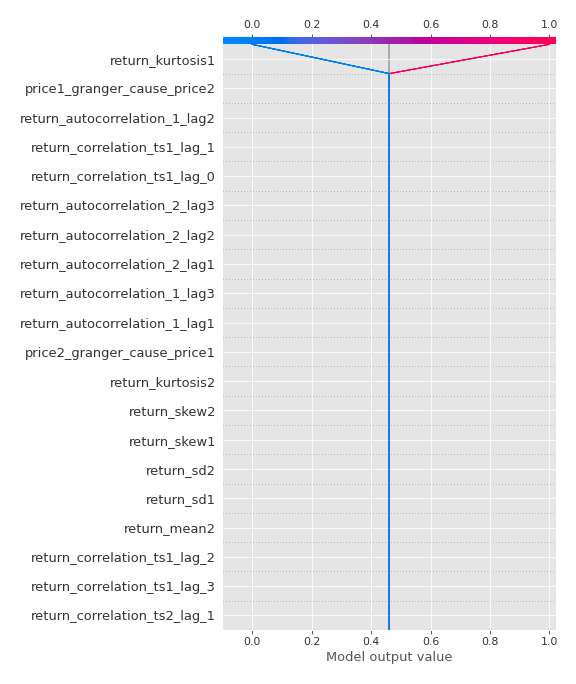 0.0 0.2 0.4 0.6 0.8 1.0
return_kurtosis1
price1_granger_cause_price2
return_autocorrelation_1_lag2
return_correlation_ts1_lag_1
return_correlation_ts1_lag_0
return_autocorrelation_2_lag3
return_autocorrelation_2_lag2
return_autocorrelation_2_lag1
return_autocorrelation_1_lag3
return_autocorrelation_1_lag1
price2_granger_cause_price1
return_kurtosis2
return_skew2
return_skew1
return_sd2
return_sd1
return_mean2
return_correlation_ts1_lag_2
return_correlation_ts1_lag_3
return_correlation_ts2_lag_1
0.0 0.2 0.4 0.6 0.8 1.0
Model output value